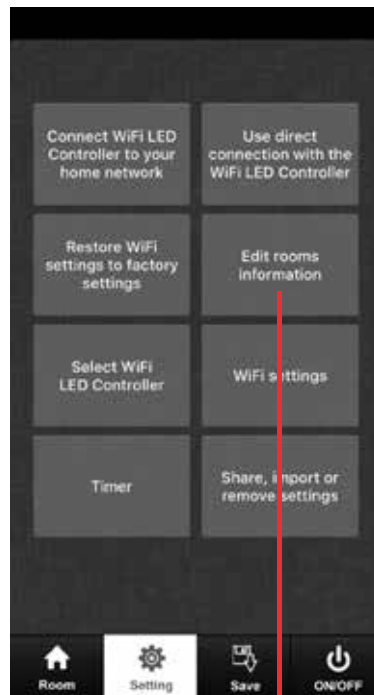 Connect WiFi LED
Controller to your
home network
Use direct
connection with the
WiFi LED Controller
Restore WiFi
settings to factory
settings
Edit rooms
information
Select WiFi
LED Controller
WiFi settings
Timer
Share, import or
remove settings
Room
Setting
Save
ON/OFF